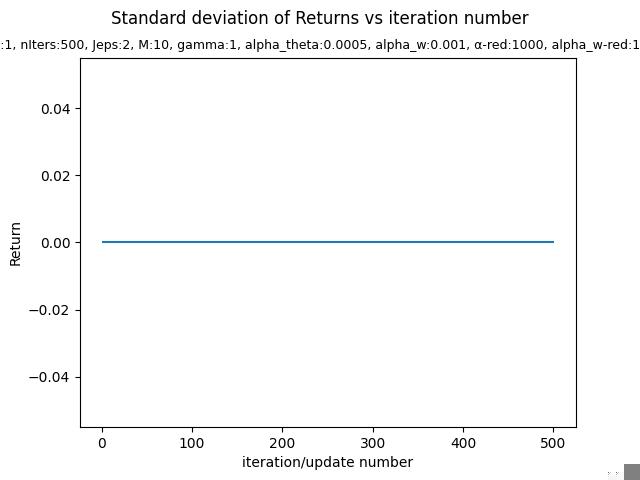 Standard deviation of Returns vs iteration number
:1, nIters:500, Jeps:2, M:10, gamma:1, alpha_theta:0.0005, alpha_w:0.001, α-red:1000, alpha_w-red:1
0.04
0.02
0.00
−0.02
−0.04
Return
0 100 200 300 400 500
iteration/update number